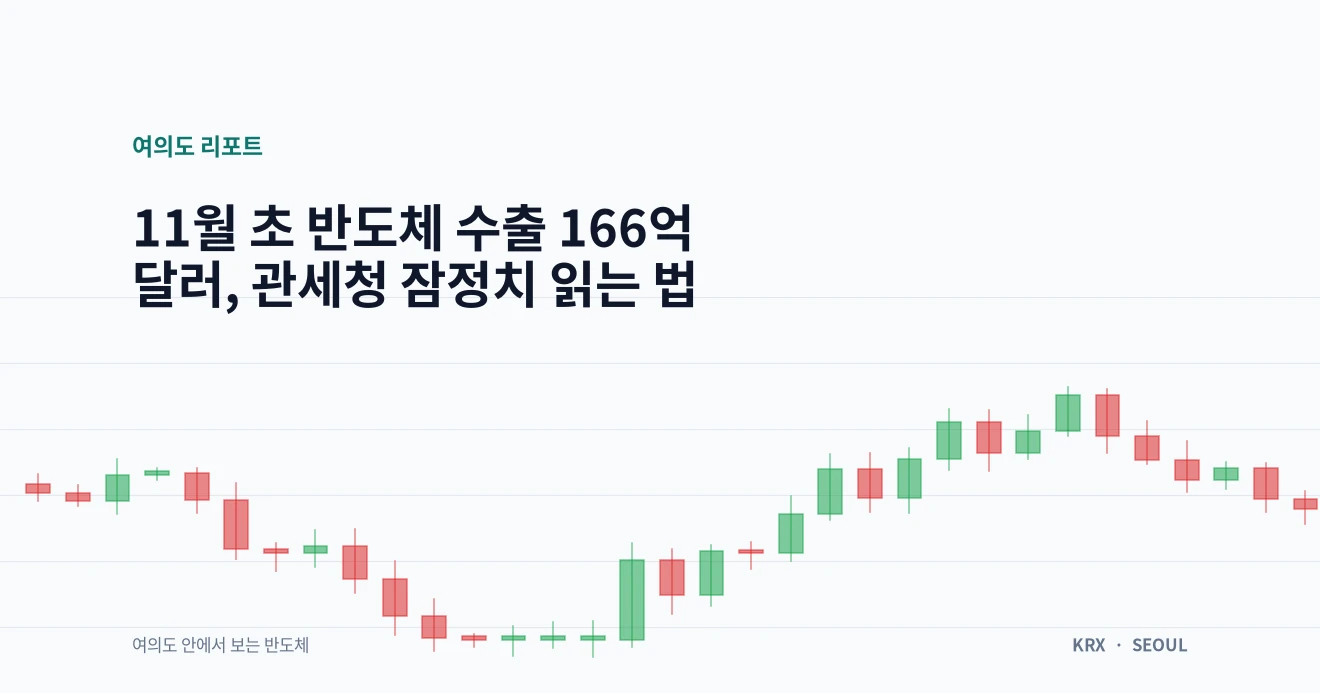 여의도 리포트
11월 초 반도체 수출 166억
달러, 관세청 잠정치 읽는 법
여의도 안에서 보는 반도체
KRX · SEOUL